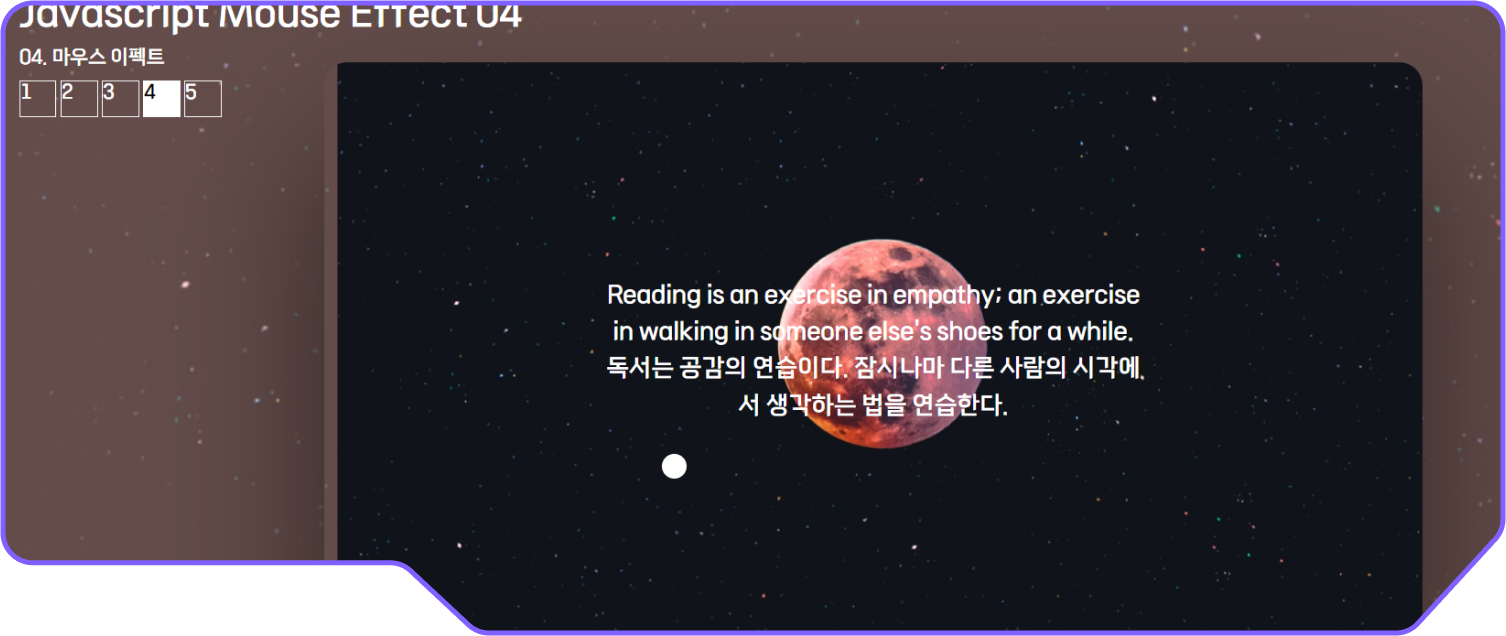 Javascript Mouse Effect 04
04. 마우스 이펙트
1 2 3 4 5
Reading is an exercise in empathy; an exercise
in walking in someone else's shoes for a while.
독서는 공감의 연습이다. 잠시나마 다른 사람의 시각에
서 생각하는 법을 연습한다.